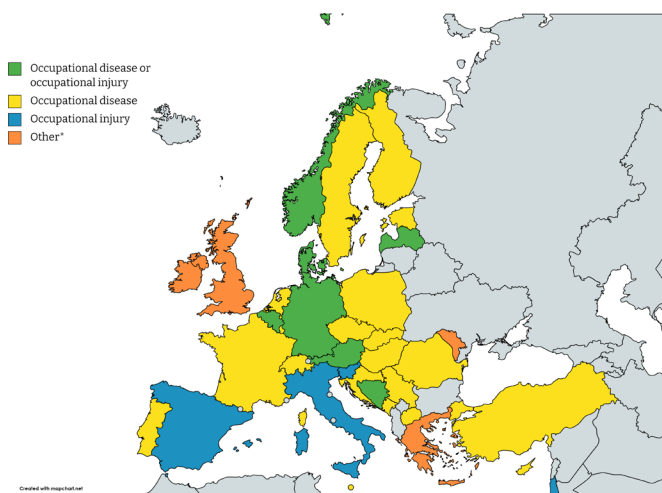 Occupational disease or
occupational injury
Occupational disease
Occupational injury
Other*
Created with mapchart.net